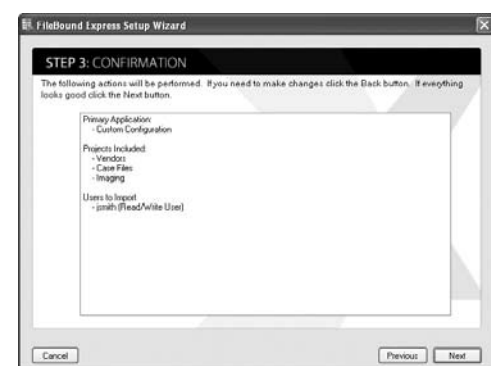 FileBound Express Setup Wizard
STEP 3: CONFIRMATION
The following actions will be performed. If you need to make changes click the Back button. If everything
looks good click the Next button.
Primary Application:
- Custom Configuration
Projects Included:
- Vendors
- Case Files
- Imaging
Users to Import
- jsmith (Read/Write User)
Cancel
Previous
Next